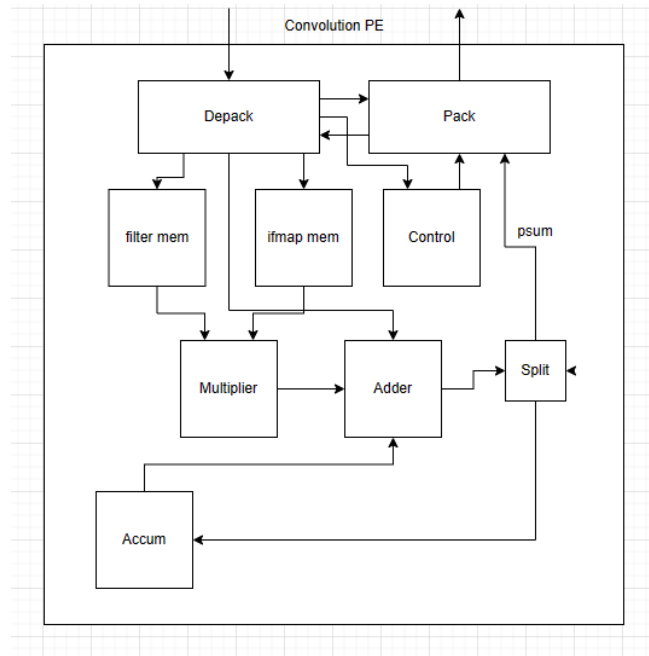 Convolution PE
Depack
Pack
filter mem
ifmap mem
Control
psum
Multiplier
Adder
Split
Accum